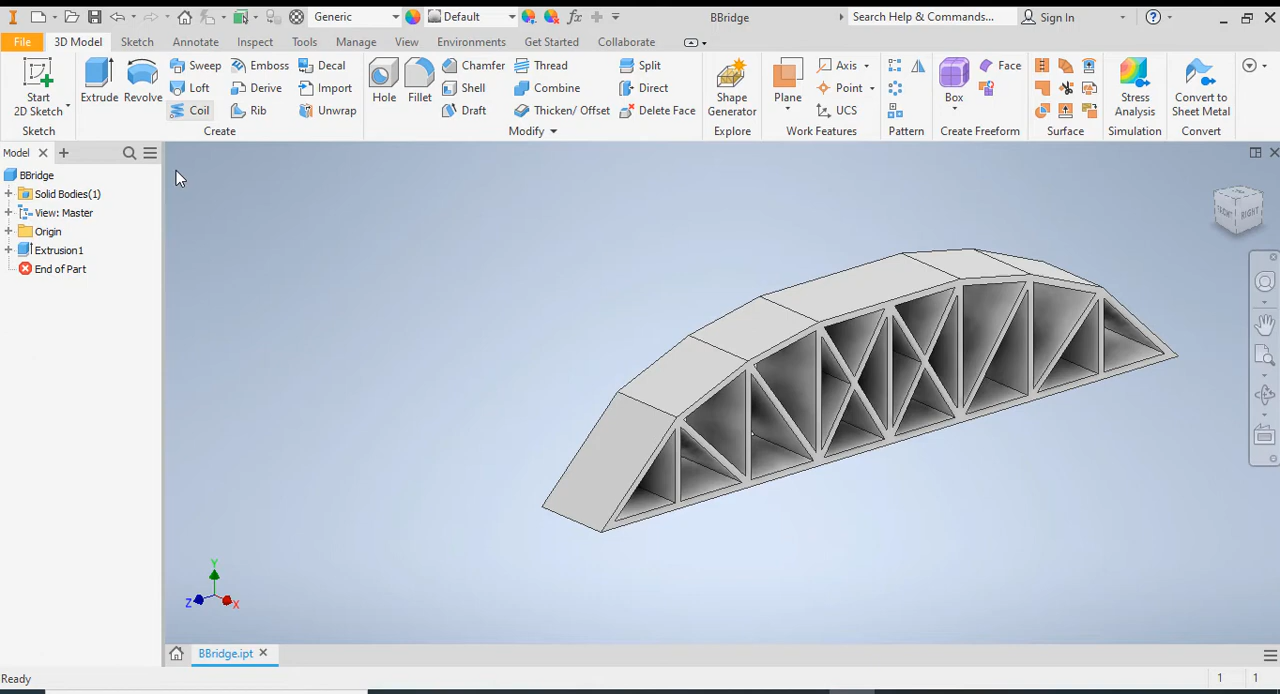 Generic
Default
fx
BBridge
Search Help & Commands...
Sign In
File
3D Model
Sketch
Annotate
Inspect
Tools
Manage
View
Environments
Get Started
Collaborate
Start
2D Sketch
Sketch
Extrude
Revolve
Sweep
Emboss
Decal
Loft
Derive
Import
Coil
Rib
Unwrap
Create
Hole
Fillet
Chamfer
Thread
Split
Shell
Combine
Direct
Draft
Thicken/ Offset
Delete Face
Modify
Shape
Generator
Explore
Plane
Axis
Point
UCS
Work Features
Pattern
Box
Face
Create Freeform
Surface
Stress
Analysis
Simulation
Convert to
Sheet Metal
Convert
Model
BBridge
Solid Bodies(1)
View: Master
Origin
Extrusion1
End of Part
FRONT
RIGHT
Y
Z
X
BBridge.ipt
Ready
1 1